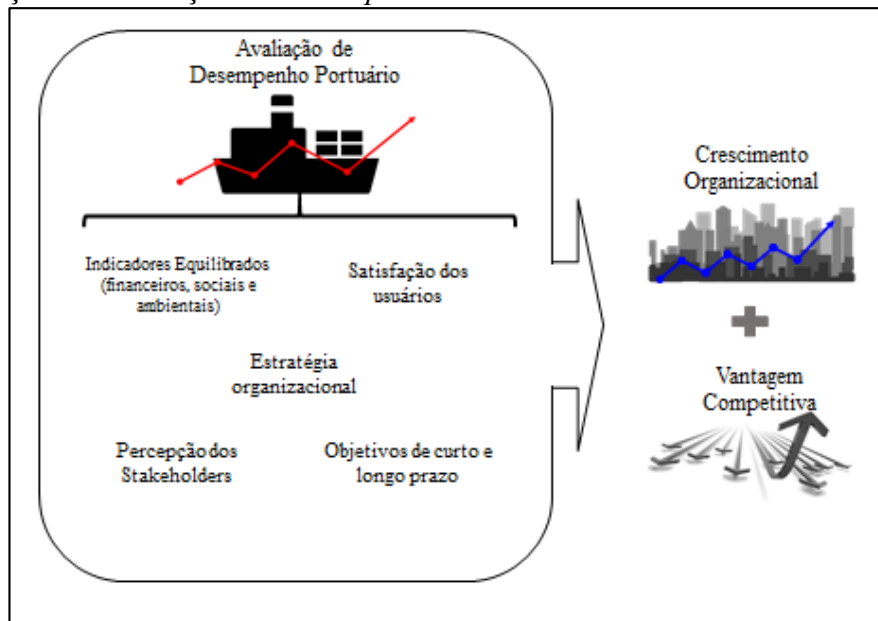 Avaliação de
Desempenho Portuário
Indicadores Equilibrados
(financeiros, sociais e
ambientais)
Satisfação dos
usuários
Estratégia
organizacional
Percepção dos
Stakeholders
Objetivos de curto e
longo prazo
Crescimento
Organizacional
Vantagem
Competitiva